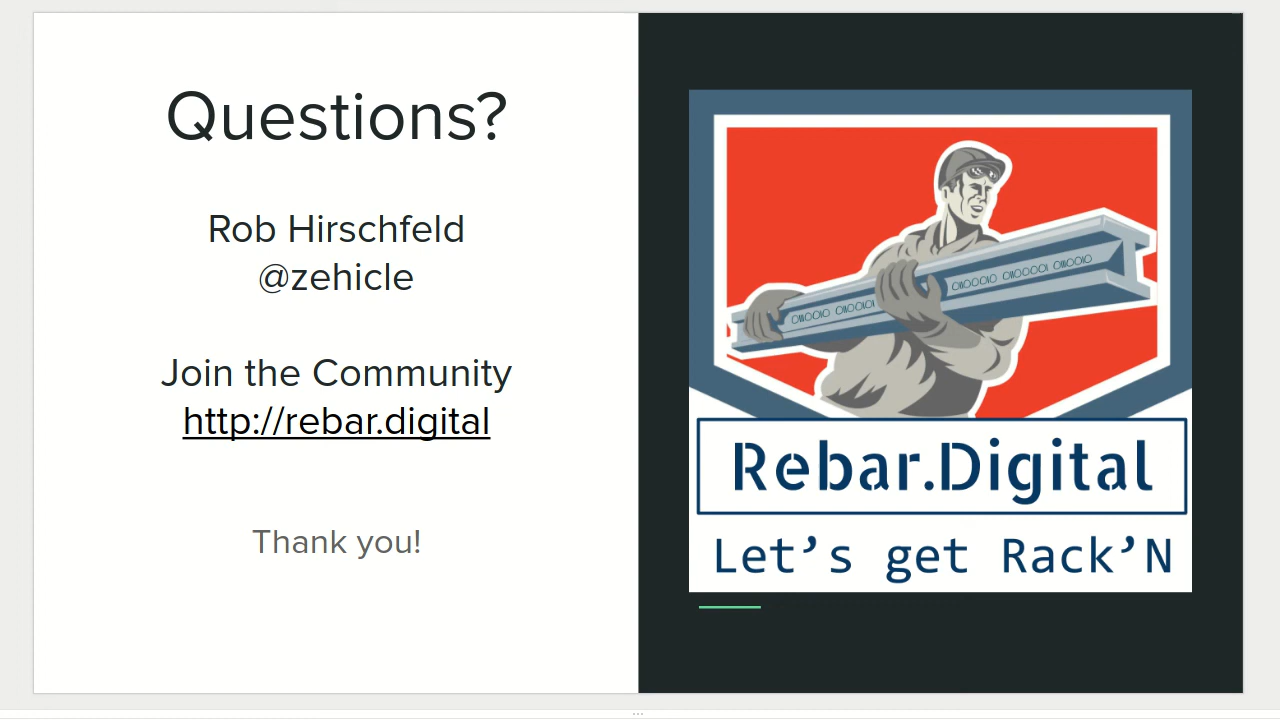 Questions?
Rob Hirschfeld
@zehicle
Join the Community
http://rebar.digital
Thank you!
Rebar.Digital
Let’s get Rack’N